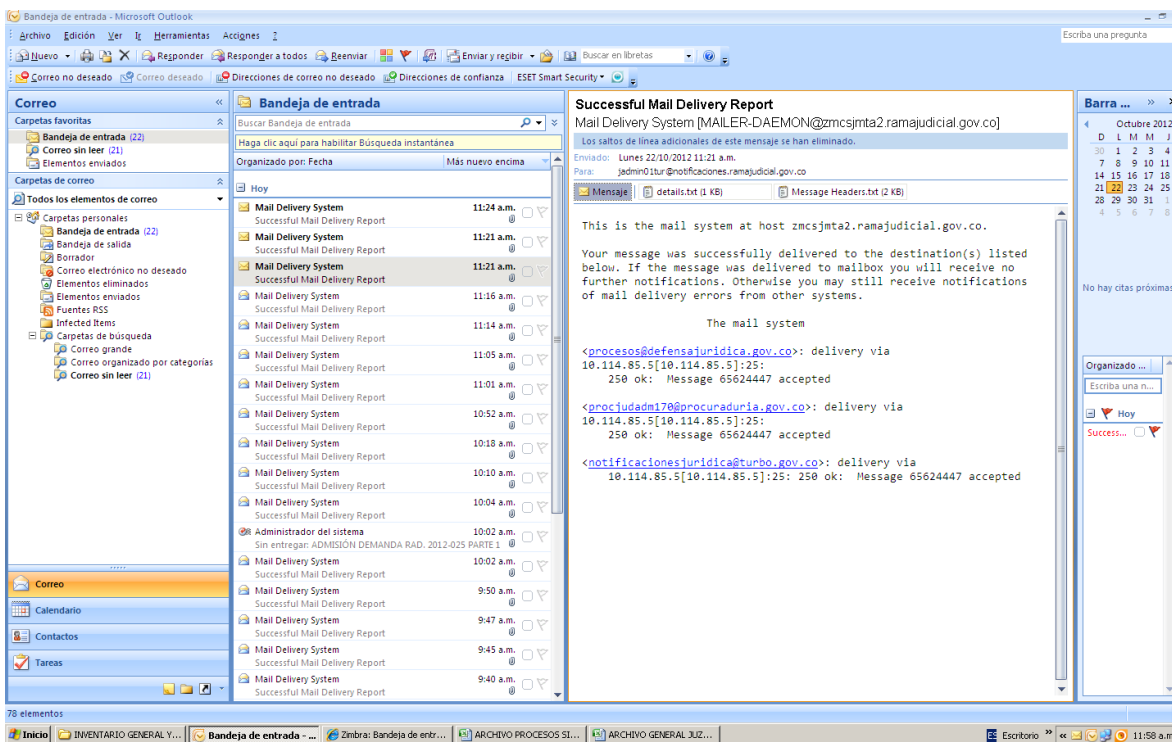 Bandeja de entrada - Microsoft Outlook
Archivo Edición Ver Ir Herramientas Acciones ?
Escriba una pregunta
Nuevo Responder Responder a todos Reenviar Enviar y recibir Buscar en libretas
Correo no deseado Correo deseado Direcciones de correo no deseado Direcciones de confianza ESET Smart Security
Correo «
Carpetas favoritas
Bandeja de entrada (22)
Correo sin leer (21)
Elementos enviados
Carpetas de correo
Todos los elementos de correo
Carpetas personales
Bandeja de entrada (22)
Bandeja de salida
Borrador
Correo electrónico no deseado
Elementos eliminados
Elementos enviados
Fuentes RSS
Infected Items
Carpetas de búsqueda
Correo grande
Correo organizado por categorías
Correo sin leer (21)
Correo
Calendario
Contactos
Tareas
Bandeja de entrada
Buscar Bandeja de entrada
Haga clic aquí para habilitar Búsqueda instantánea
Organizado por: Fecha Más nuevo encima
Hoy
Mail Delivery System 11:24 a.m.
Successful Mail Delivery Report
Mail Delivery System 11:21 a.m.
Successful Mail Delivery Report
Mail Delivery System 11:21 a.m.
Successful Mail Delivery Report
Mail Delivery System 11:16 a.m.
Successful Mail Delivery Report
Mail Delivery System 11:14 a.m.
Successful Mail Delivery Report
Mail Delivery System 11:05 a.m.
Successful Mail Delivery Report
Mail Delivery System 11:01 a.m.
Successful Mail Delivery Report
Mail Delivery System 10:52 a.m.
Successful Mail Delivery Report
Mail Delivery System 10:18 a.m.
Successful Mail Delivery Report
Mail Delivery System 10:10 a.m.
Successful Mail Delivery Report
Mail Delivery System 10:04 a.m.
Successful Mail Delivery Report
Administrador del sistema 10:02 a.m.
Sin entregar: ADMISIÓN DEMANDA RAD. 2012-025 PARTE 1
Mail Delivery System 10:02 a.m.
Successful Mail Delivery Report
Mail Delivery System 9:50 a.m.
Successful Mail Delivery Report
Mail Delivery System 9:47 a.m.
Successful Mail Delivery Report
Mail Delivery System 9:45 a.m.
Successful Mail Delivery Report
Mail Delivery System 9:40 a.m.
Successful Mail Delivery Report
Successful Mail Delivery Report
Mail Delivery System [MAILER-DAEMON@zmcsjmta2.ramajudicial.gov.co]
Los saltos de línea adicionales de este mensaje se han eliminado.
Enviado: Lunes 22/10/2012 11:21 a.m.
Para: jadmin01tur@notificaciones.ramajudicial.gov.co
Mensaje details.txt (1 KB) Message Headers.txt (2 KB)
This is the mail system at host zmcsjmta2.ramajudicial.gov.co.
Your message was successfully delivered to the destination(s) listed
below. If the message was delivered to mailbox you will receive no
further notifications. Otherwise you may still receive notifications
of mail delivery errors from other systems.
The mail system
<procesos@defensajuridica.gov.co>: delivery via
10.114.85.5[10.114.85.5]:25:
250 ok: Message 65624447 accepted
<procjudadm170@procuraduria.gov.co>: delivery via
10.114.85.5[10.114.85.5]:25:
250 ok: Message 65624447 accepted
<notificacionesjuridica@turbo.gov.co>: delivery via
10.114.85.5[10.114.85.5]:25: 250 ok: Message 65624447 accepted
Barra ... »
Octubre 2012
D L M M J
30 1 2 3 4
7 8 9 10 11
14 15 16 17 18
21 22 23 24 25
28 29 30 31 1
4 5 6 7 8
No hay citas próximas
Organizado ...
Escriba una n...
Hoy
Success...
78 elementos
Inicio INVENTARIO GENERAL Y... Bandeja de entrada - ... Zimbra: Bandeja de entr... ARCHIVO PROCESOS SI... ARCHIVO GENERAL JUZ... ES Escritorio » « 11:58 a.m